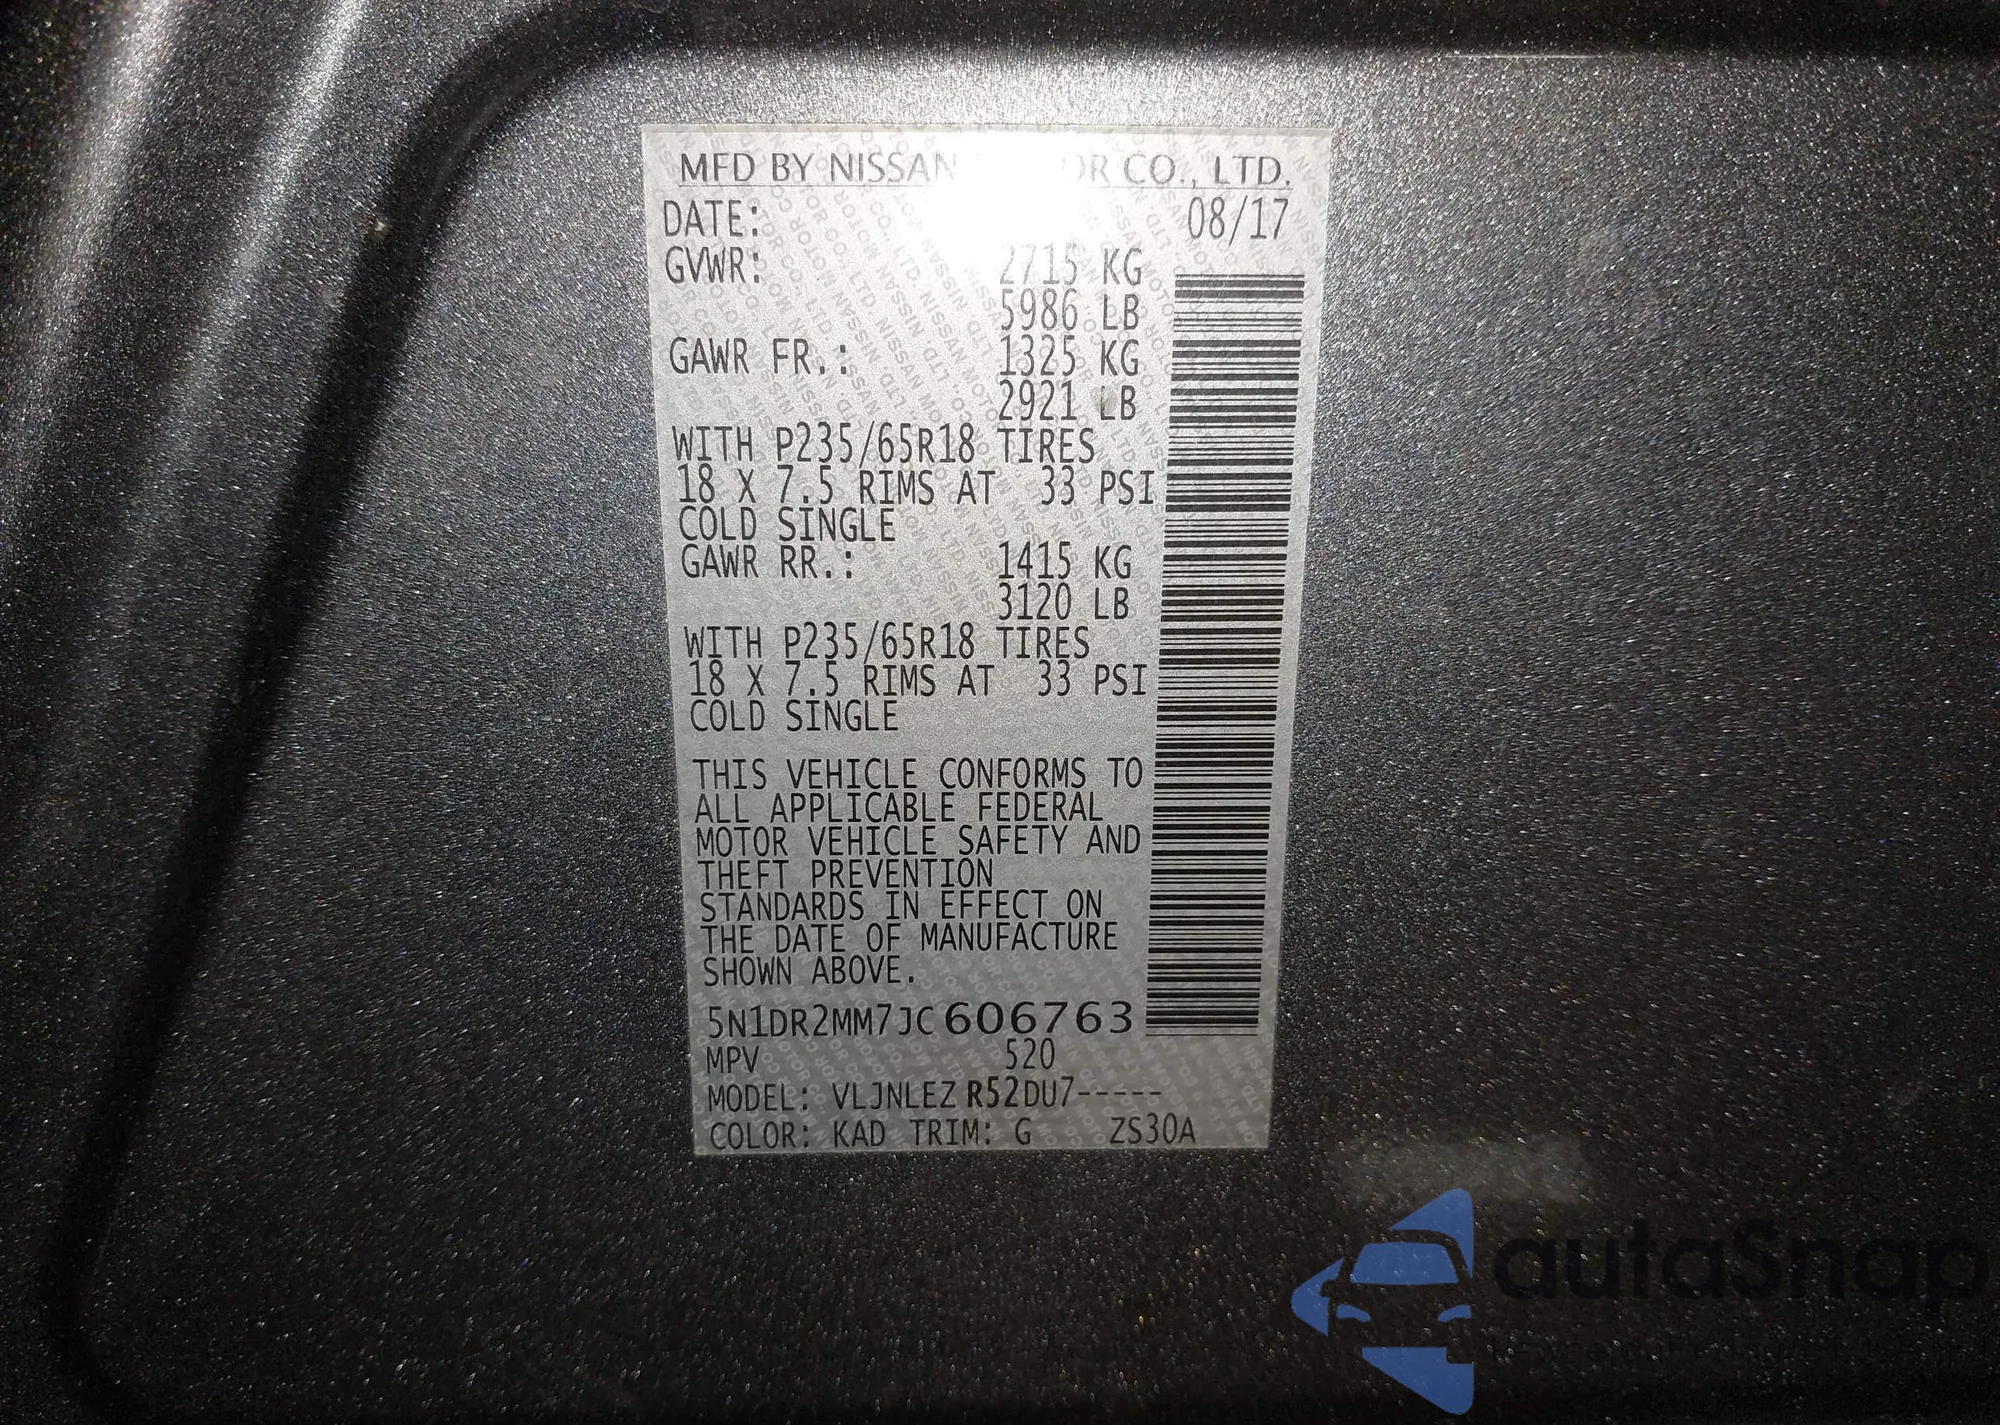 MFD BY NISSAN OR CO., LTD.
DATE: 08/17
GVWR: 2715 KG
5986 LB
GAWR FR.: 1325 KG
2921 LB
WITH P235/65R18 TIRES
18 X 7.5 RIMS AT 33 PSI
COLD SINGLE
GAWR RR.: 1415 KG
3120 LB
WITH P235/65R18 TIRES
18 X 7.5 RIMS AT 33 PSI
COLD SINGLE
THIS VEHICLE CONFORMS TO
ALL APPLICABLE FEDERAL
MOTOR VEHICLE SAFETY AND
THEFT PREVENTION
STANDARDS IN EFFECT ON
THE DATE OF MANUFACTURE
SHOWN ABOVE.
5N1DR2MM7JC606763
MPV 520
MODEL: VLJNLEZ R52DU7-----
COLOR: KAD TRIM: G ZS30A
autaSnap